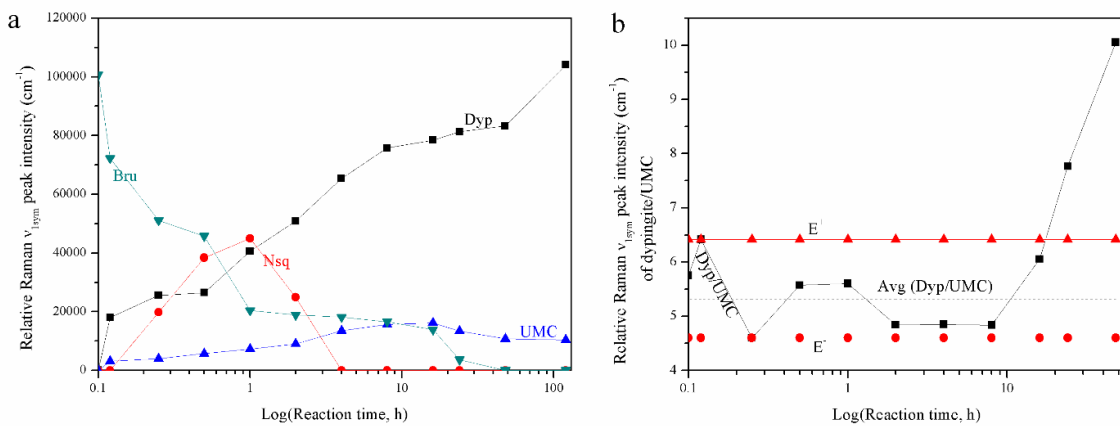 a
120000
100000
80000
60000
40000
20000
0
Relative Raman ν1sym peak intensity (cm-1)
Bru
Dyp
Nsq
UMC
0.1
1
10
100
Log(Reaction time, h)
b
10
9
8
7
6
5
4
Relative Raman ν1sym peak intensity (cm-1)
of dypingite/UMC
E+
Dyp/UMC
Avg (Dyp/UMC)
E-
0.1
1
10
Log(Reaction time, h)